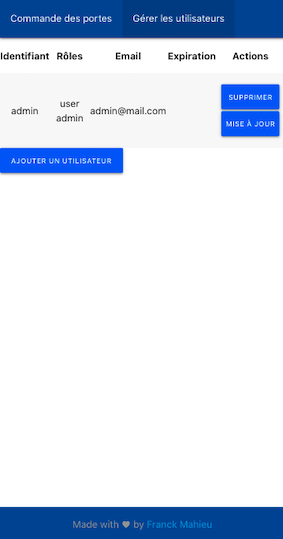 Commande des portes Gérer les utilisateurs
Identifiant Rôles Email Expiration Actions
admin user admin admin@mail.com
SUPPRIMER
MISE À JOUR
AJOUTER UN UTILISATEUR
Made with ♥ by Franck Mahieu